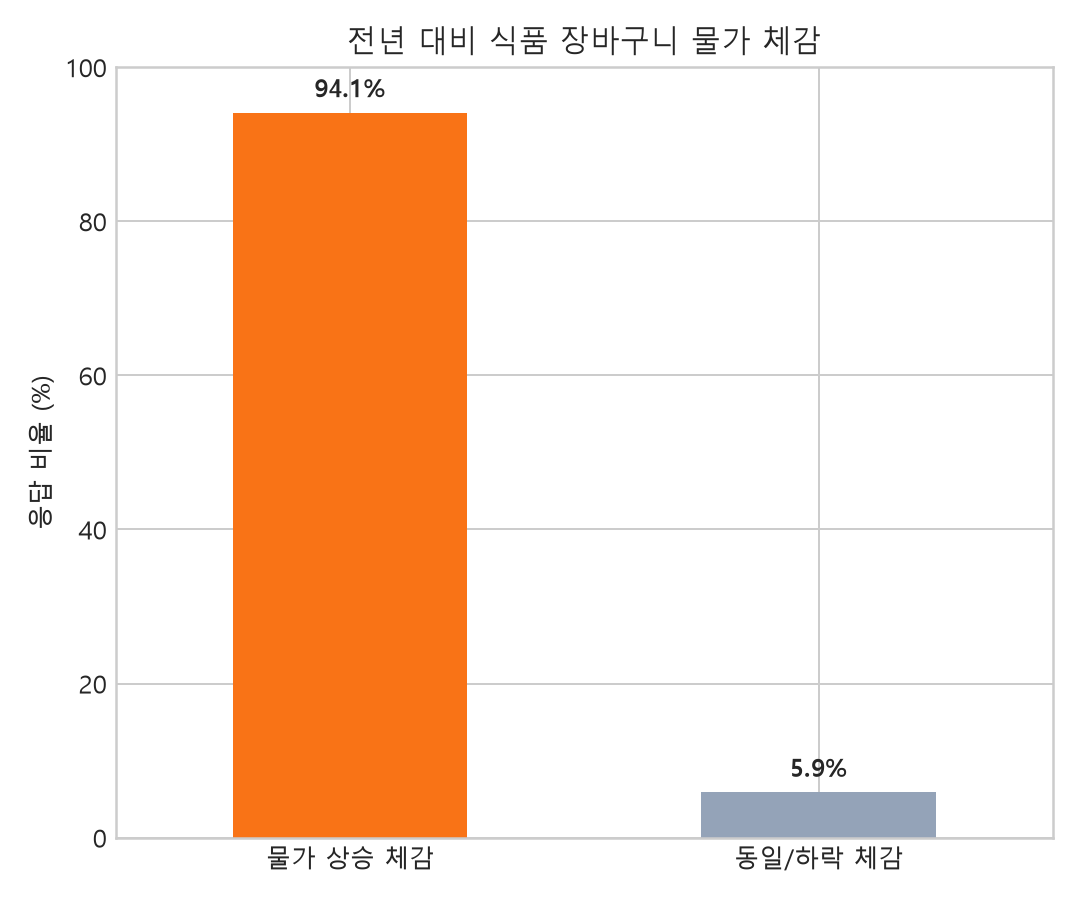 전년 대비 식품 장바구니 물가 체감
응답 비율 (%)
100
80
60
40
20
0
94.1%
5.9%
물가 상승 체감
동일/하락 체감